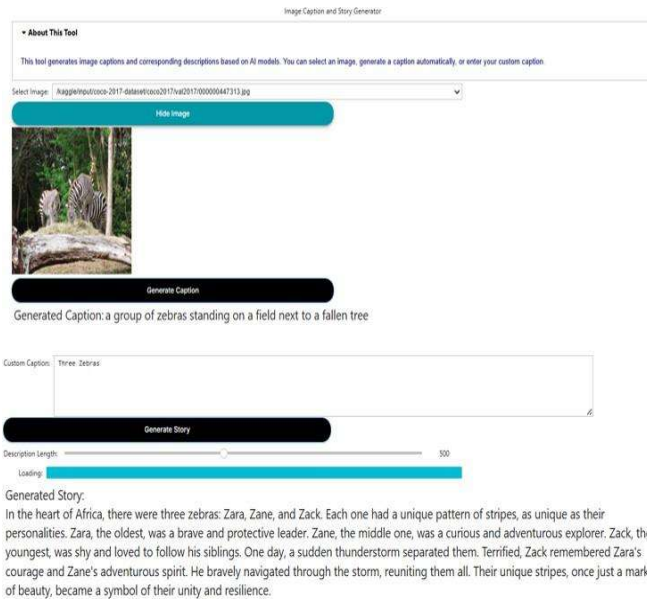 Image Caption and Story Generator
▾ About This Tool
This tool generates image captions and corresponding descriptions based on AI models. You can select an image, generate a caption automatically, or enter your custom caption.
Select Image: /kaggle/input/coco-2017-dataset/coco2017/val2017/000000447313.jpg
Hide Image
Generate Caption
Generated Caption: a group of zebras standing on a field next to a fallen tree
Custom Caption: Three Zebras
Generate Story
Description Length: 500
Loading:
Generated Story:
In the heart of Africa, there were three zebras: Zara, Zane, and Zack. Each one had a unique pattern of stripes, as unique as their
personalities. Zara, the oldest, was a brave and protective leader. Zane, the middle one, was a curious and adventurous explorer. Zack, th
youngest, was shy and loved to follow his siblings. One day, a sudden thunderstorm separated them. Terrified, Zack remembered Zara's
courage and Zane's adventurous spirit. He bravely navigated through the storm, reuniting them all. Their unique stripes, once just a mark
of beauty, became a symbol of their unity and resilience.